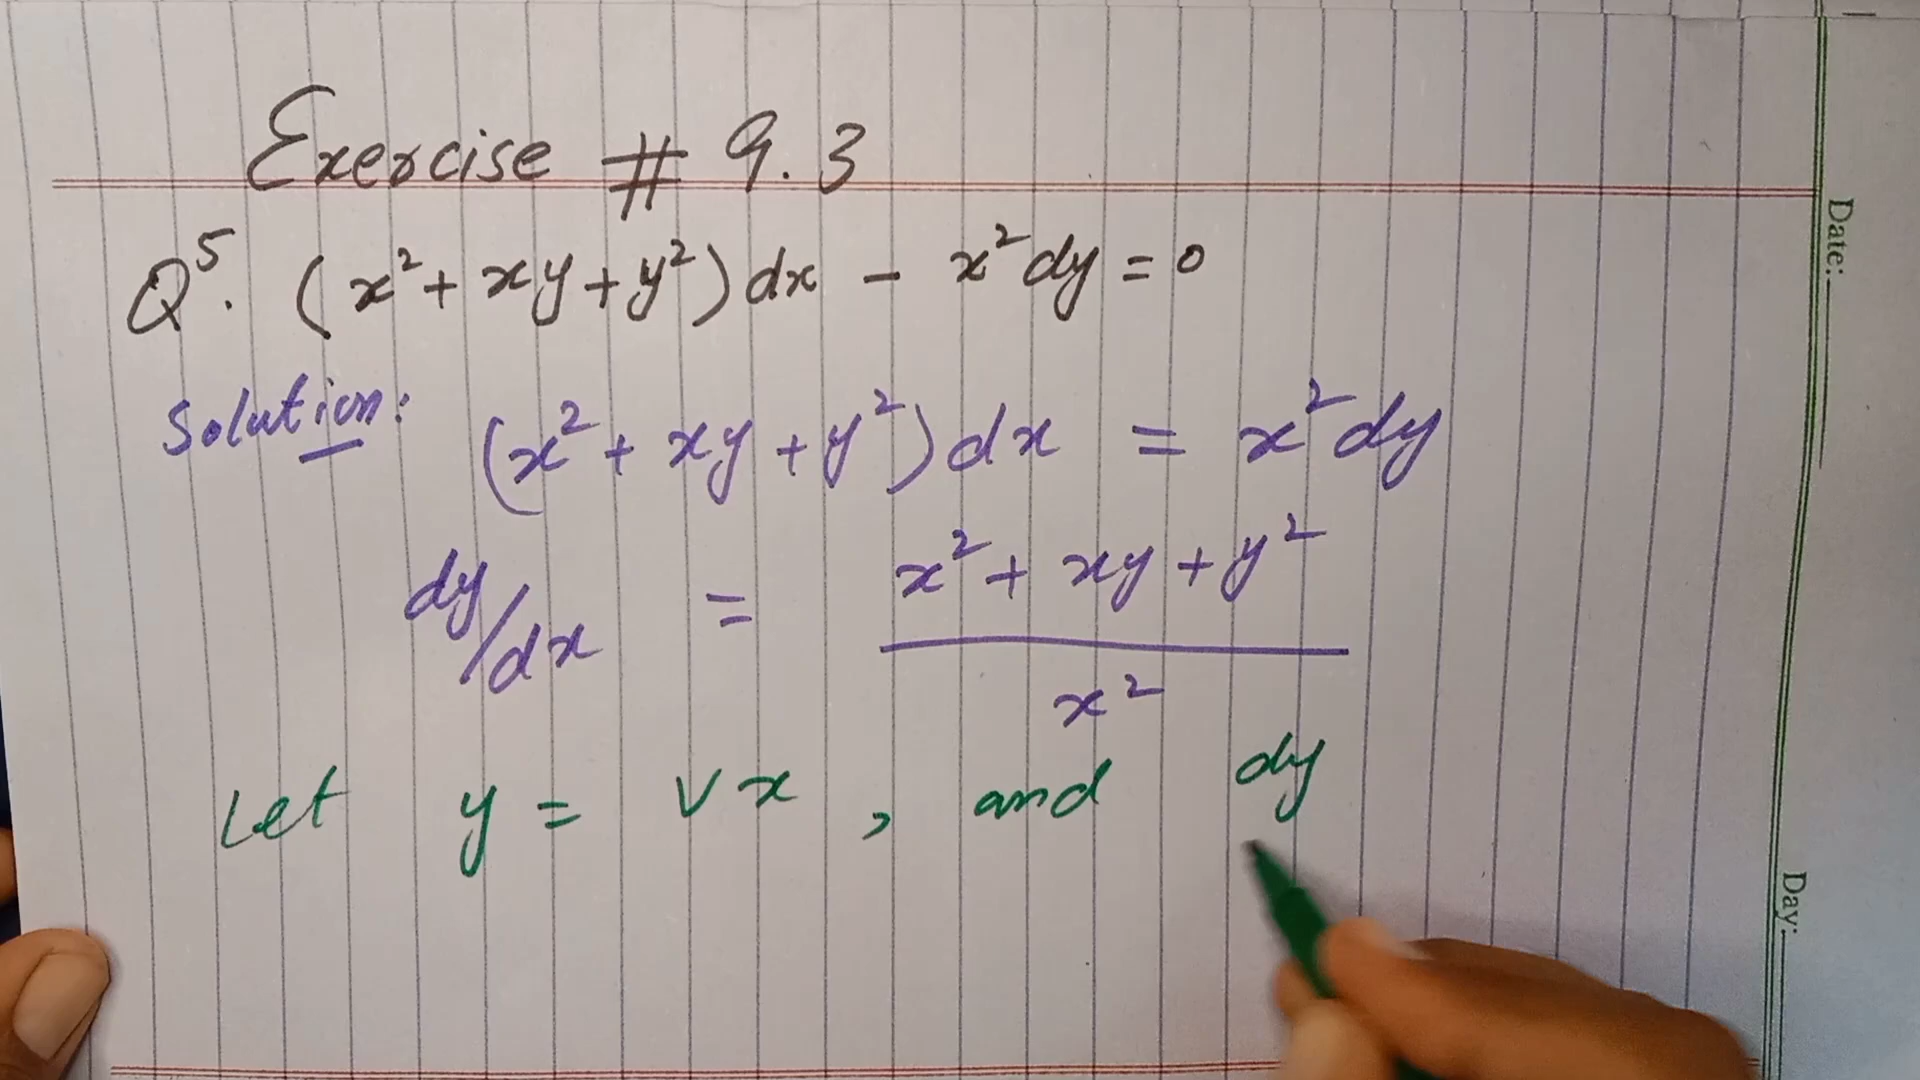 Exercise # 9.3
Q5. (x² + xy + y²) dx - x² dy = 0
Solution: (x² + xy + y²) dx = x² dy
dy/dx = x² + xy + y² / x²
Let y = vx, and dy
Date:
Day: